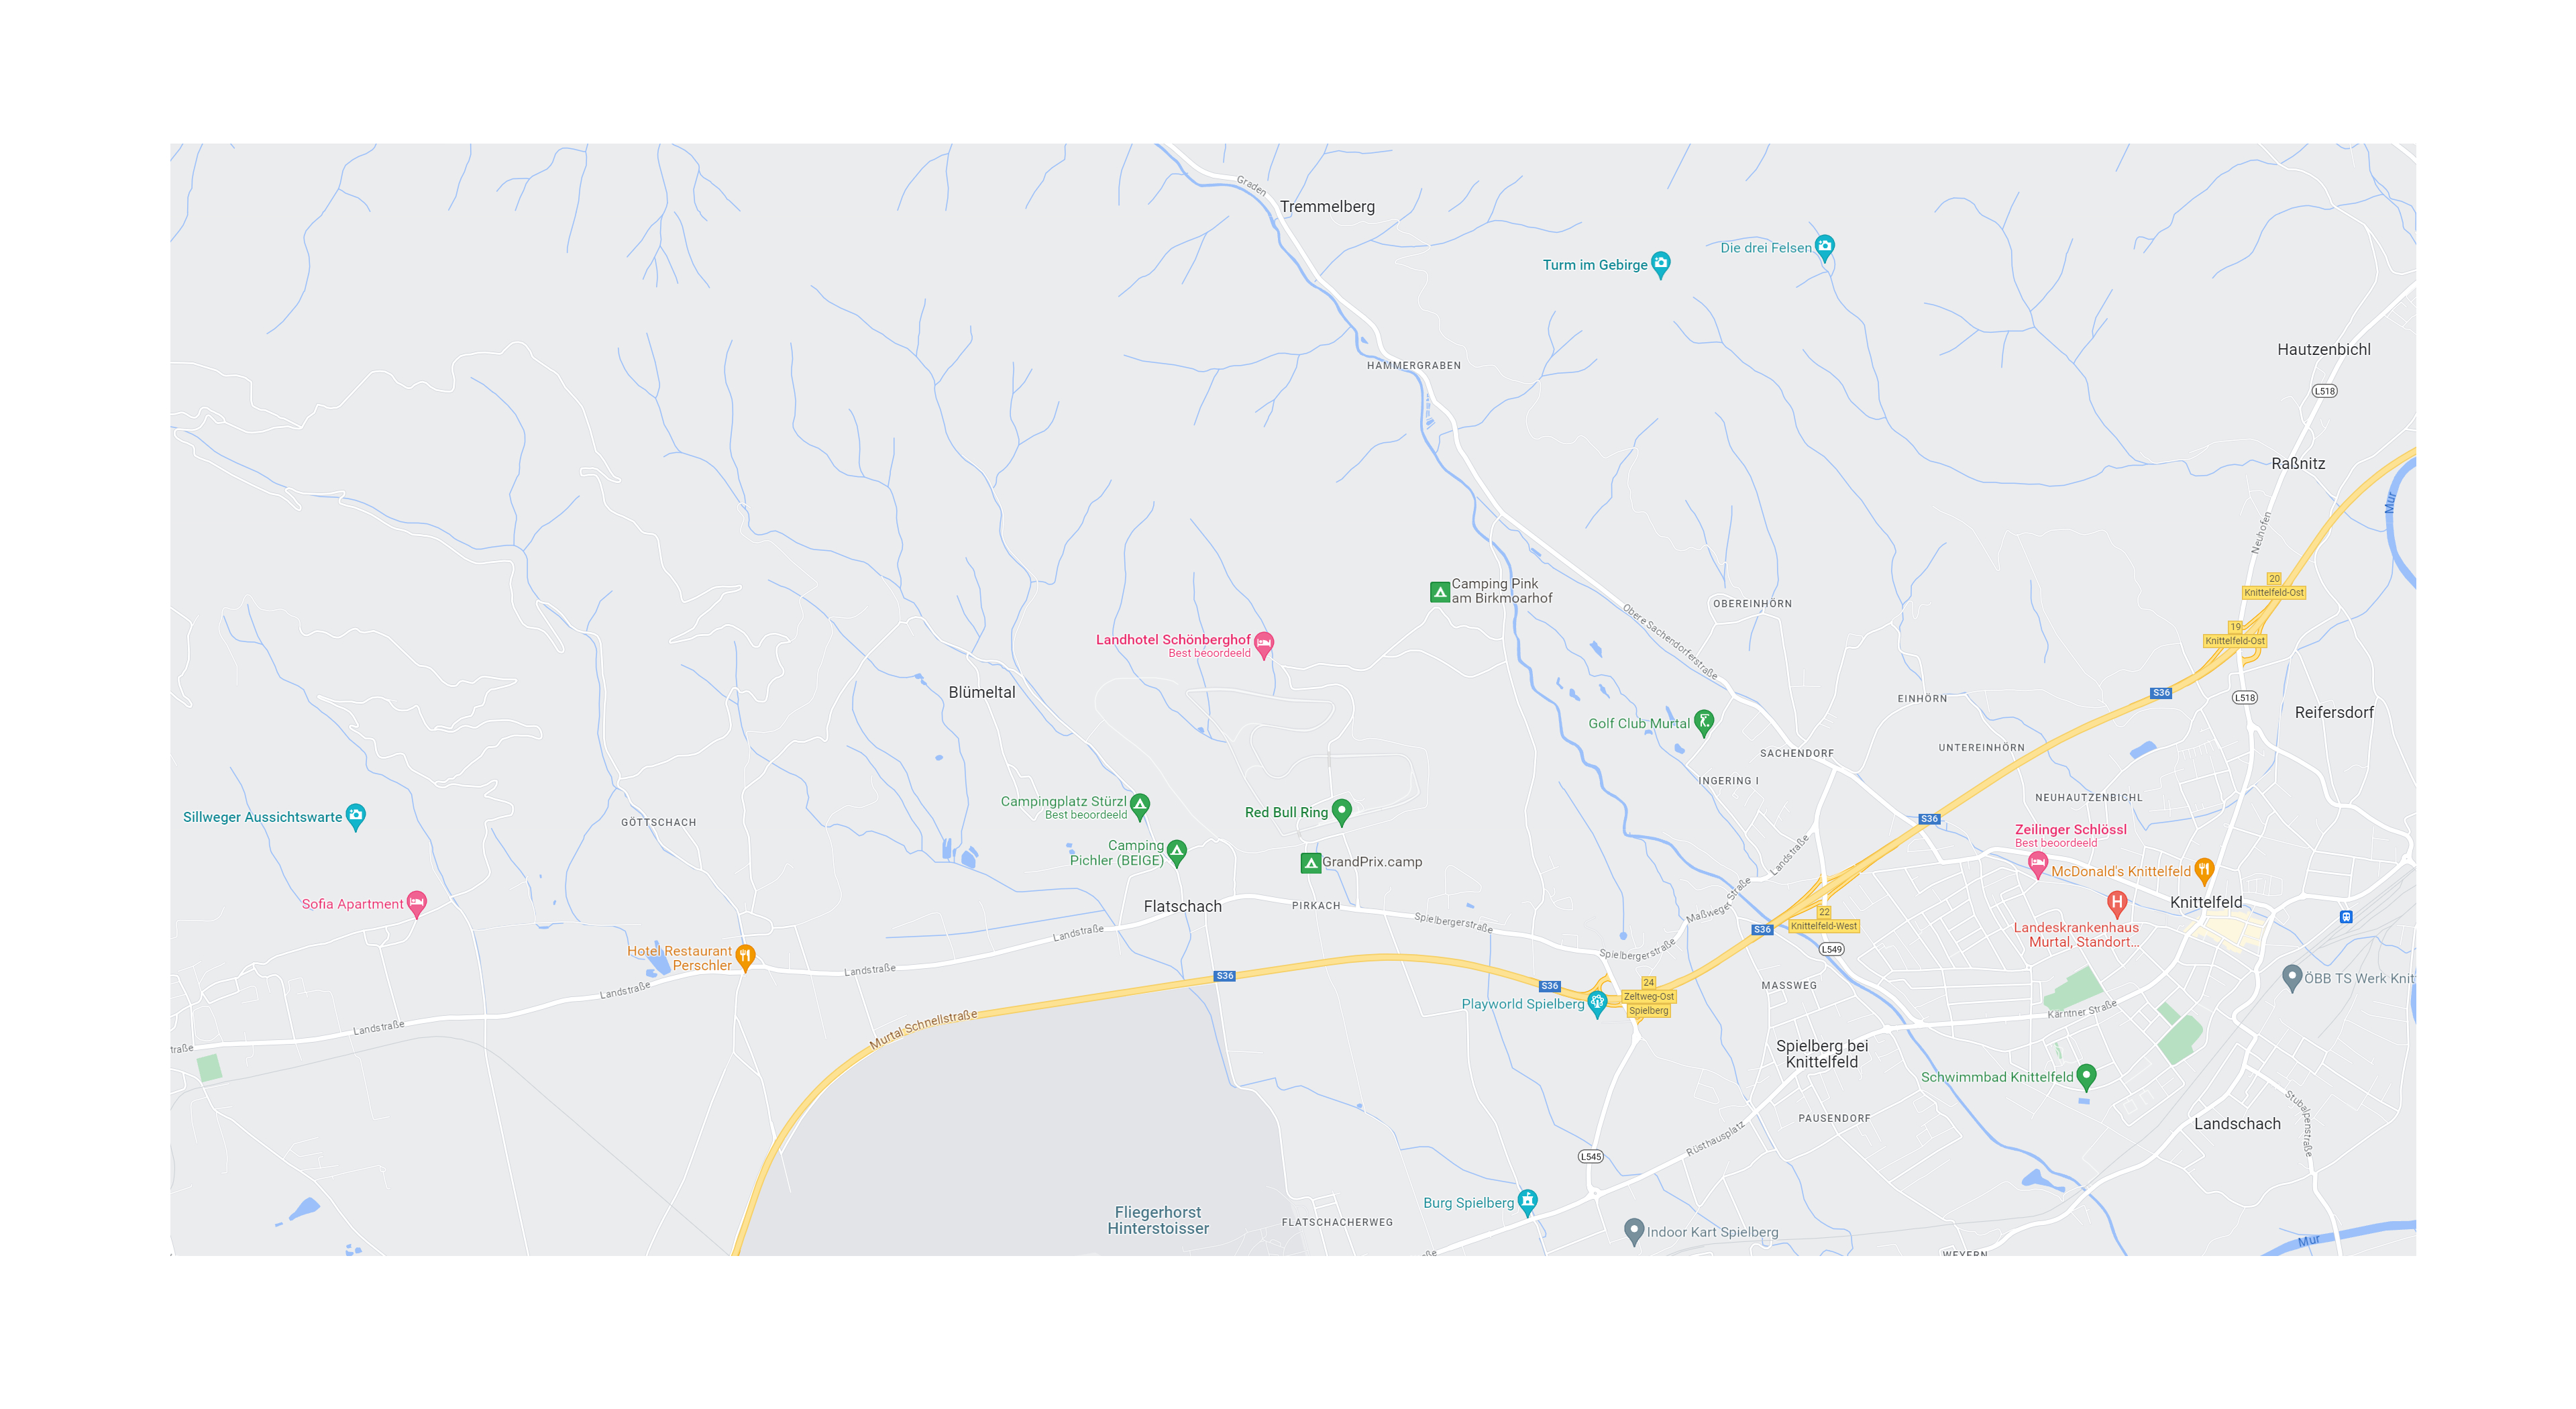 Graden
Tremmelberg
Die drei Felsen
Turm im Gebirge
Hautzenbichl
HAMMERGRABEN
L518
Raßnitz
Mur
Neuhofen
20
Knittelfeld-Ost
Camping Pink
am Birkmoarhof
OBEREINHÖRN
Obere Sachendorferstraße
19
Knittelfeld-Ost
Landhotel Schönberghof
Best beoordeeld
Blümeltal
S36
EINHÖRN
L518
Reifersdorf
Golf Club Murtal
UNTEREINHÖRN
SACHENDORF
INGERING I
NEUHAUTZENBICHL
Campingplatz Stürzl
Best beoordeeld
Red Bull Ring
Sillweger Aussichtswarte
GÖTTSCHACH
S36
Zeilinger Schlössl
Best beoordeeld
Landstraße
Camping
Pichler (BEIGE)
GrandPrix.camp
McDonald's Knittelfeld
Sofia Apartment
Flatschach
PIRKACH
Maßweger Straße
Knittelfeld
22
Knittelfeld-West
Spielbergerstraße
S36
Landeskrankenhaus
Murtal, Standort...
Landstraße
L549
Hotel Restaurant
Perschler
Spielbergerstraße
Landstraße
S36
ÖBB TS Werk Knit
24
S36
MASSWEG
Landstraße
Zeltweg-Ost
Playworld Spielberg
Spielberg
Kärntner Straße
Murtal Schnellstraße
Landstraße
traße
Spielberg bei
Knittelfeld
Schwimmbad Knittelfeld
Stubalpenstraße
PAUSENDORF
Landschach
Rüsthausplatz
L545
Burg Spielberg
Fliegerhorst
Hinterstoisser
FLATSCHACHERWEG
Indoor Kart Spielberg
Mur
ße
WEYERN